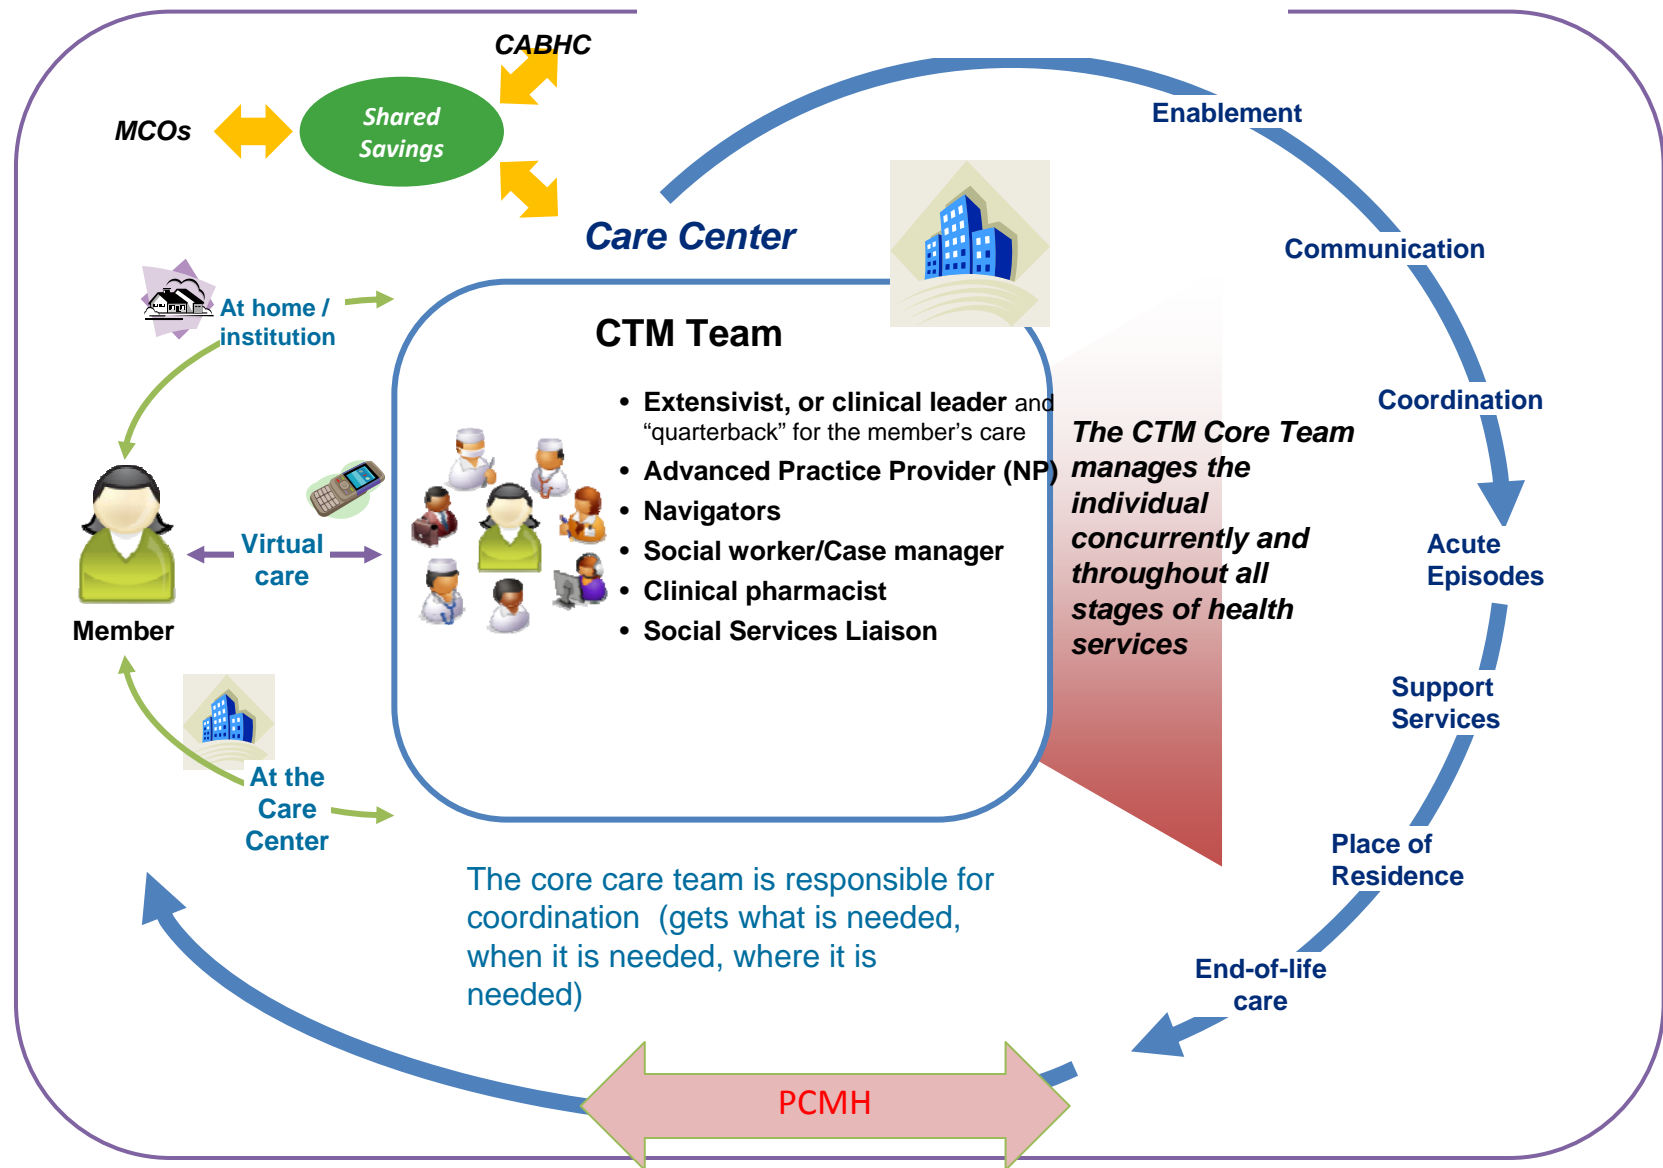 CABHC
MCOs
Shared
Savings
Care Center
Enablement
Communication
Coordination
Acute
Episodes
Support
Services
Place of
Residence
End-of-life
care
At home /
institution
Virtual
care
Member
At the
Care
Center
CTM Team
• Extensivist, or clinical leader and
“quarterback” for the member’s care
• Advanced Practice Provider (NP)
• Navigators
• Social worker/Case manager
• Clinical pharmacist
• Social Services Liaison
The CTM Core Team
manages the
individual
concurrently and
throughout all
stages of health
services
The core care team is responsible for
coordination (gets what is needed,
when it is needed, where it is
needed)
PCMH